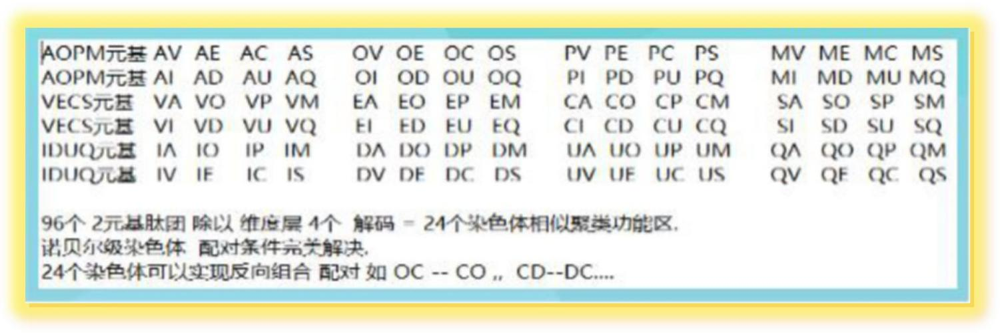 AOPM元基 AV AE AC AS OV OE OC OS PV PE PC PS MV ME MC MS
AOPM元基 AI AD AU AQ OI OD OU OQ PI PD PU PQ MI MD MU MQ
VECS元基 VA VO VP VM EA EO EP EM CA CO CP CM SA SO SP SM
VECS元基 VI VD VU VQ EI ED EU EQ CI CD CU CQ SI SD SU SQ
IDUQ元基 IA IO IP IM DA DO DP DM UA UO UP UM QA QO QP QM
IDUQ元基 IV IE IC IS DV DE DC DS UV UE UC US QV QE QC QS
96个 2元基肽团 除以 维度层 4个 解码 = 24个染色体相似聚类功能区.
诺贝尔级染色体 配对条件完美解决.
24个染色体可以实现反向组合 配对 如 OC -- CO ,, CD--DC....